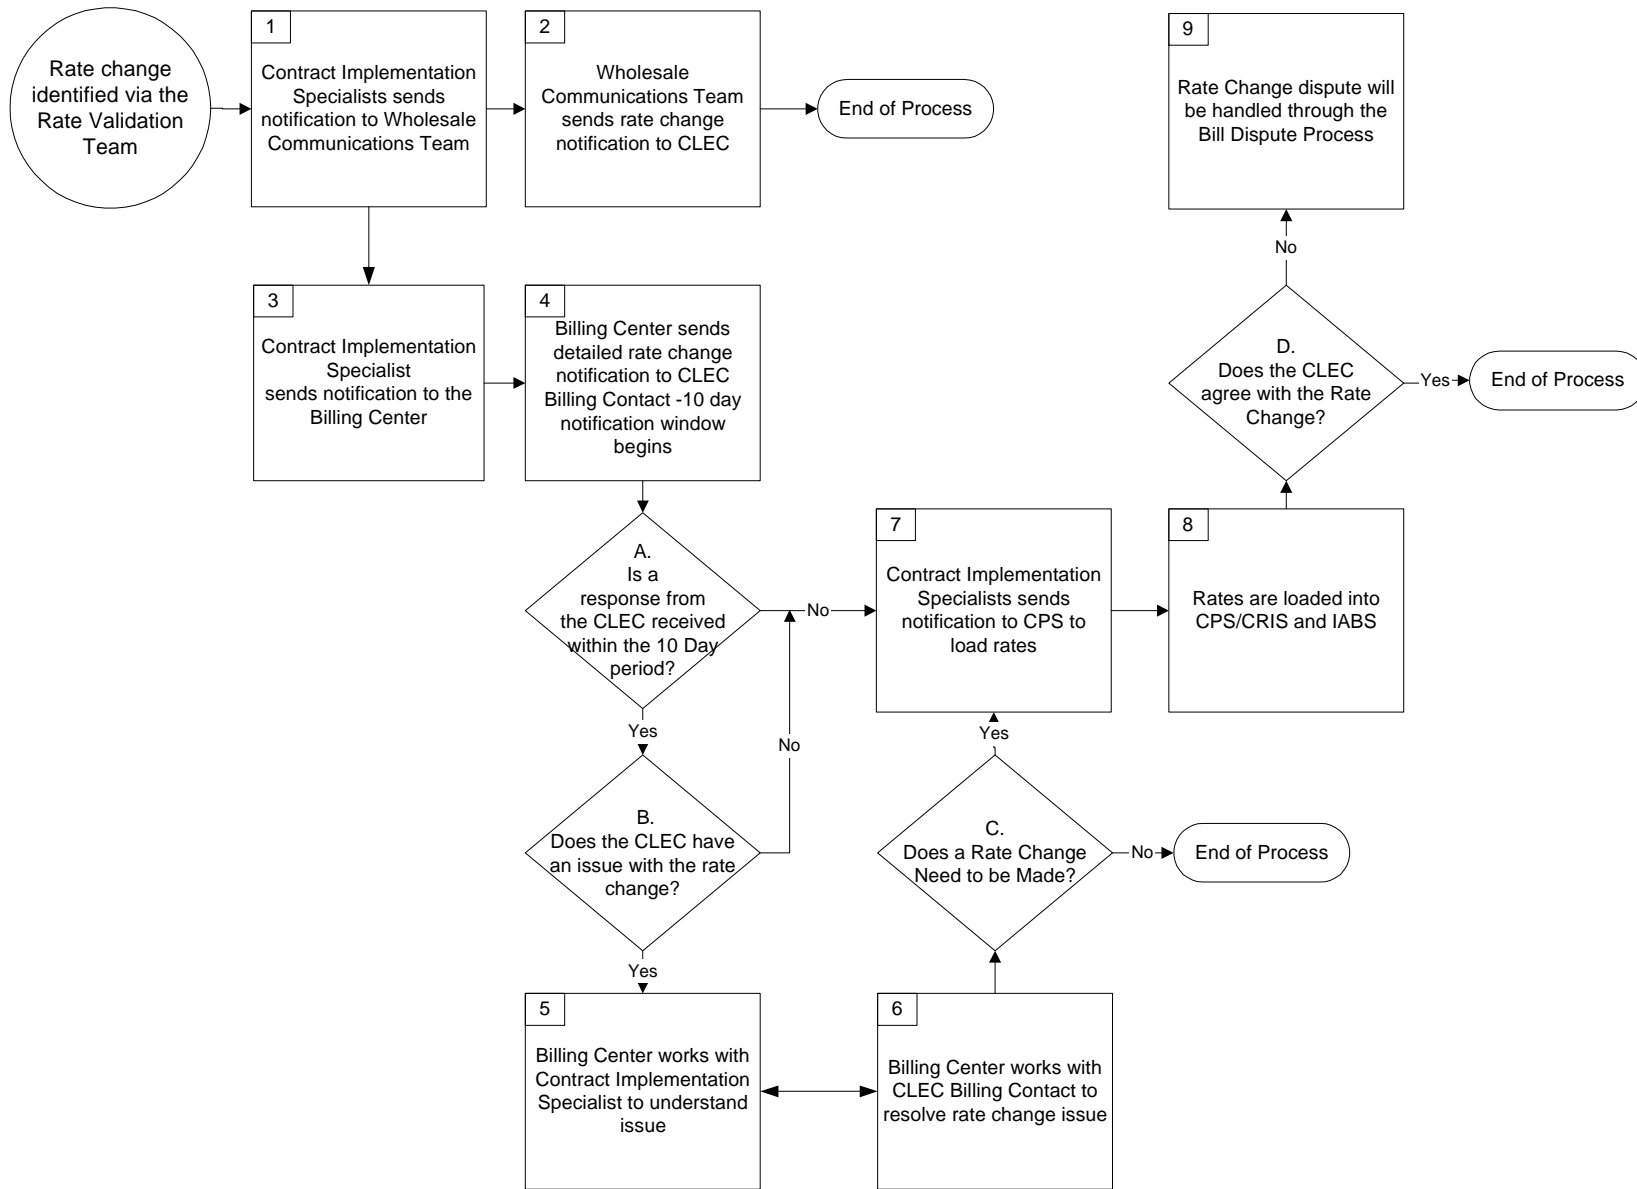 Rate change
identified via the
Rate Validation
Team
1
Contract Implementation
Specialists sends
notification to Wholesale
Communications Team
2
Wholesale
Communications Team
sends rate change
notification to CLEC
End of Process
3
Contract Implementation
Specialist
sends notification to the
Billing Center
4
Billing Center sends
detailed rate change
notification to CLEC
Billing Contact -10 day
notification window
begins
A.
Is a
response from
the CLEC received
within the 10 Day
period?
No
Yes
B.
Does the CLEC have
an issue with the rate
change?
No
Yes
5
Billing Center works with
Contract Implementation
Specialist to understand
issue
6
Billing Center works with
CLEC Billing Contact to
resolve rate change issue
C.
Does a Rate Change
Need to be Made?
No
End of Process
Yes
7
Contract Implementation
Specialists sends
notification to CPS to
load rates
8
Rates are loaded into
CPS/CRIS and IABS
D.
Does the CLEC
agree with the Rate
Change?
Yes
End of Process
No
9
Rate Change dispute will
be handled through the
Bill Dispute Process